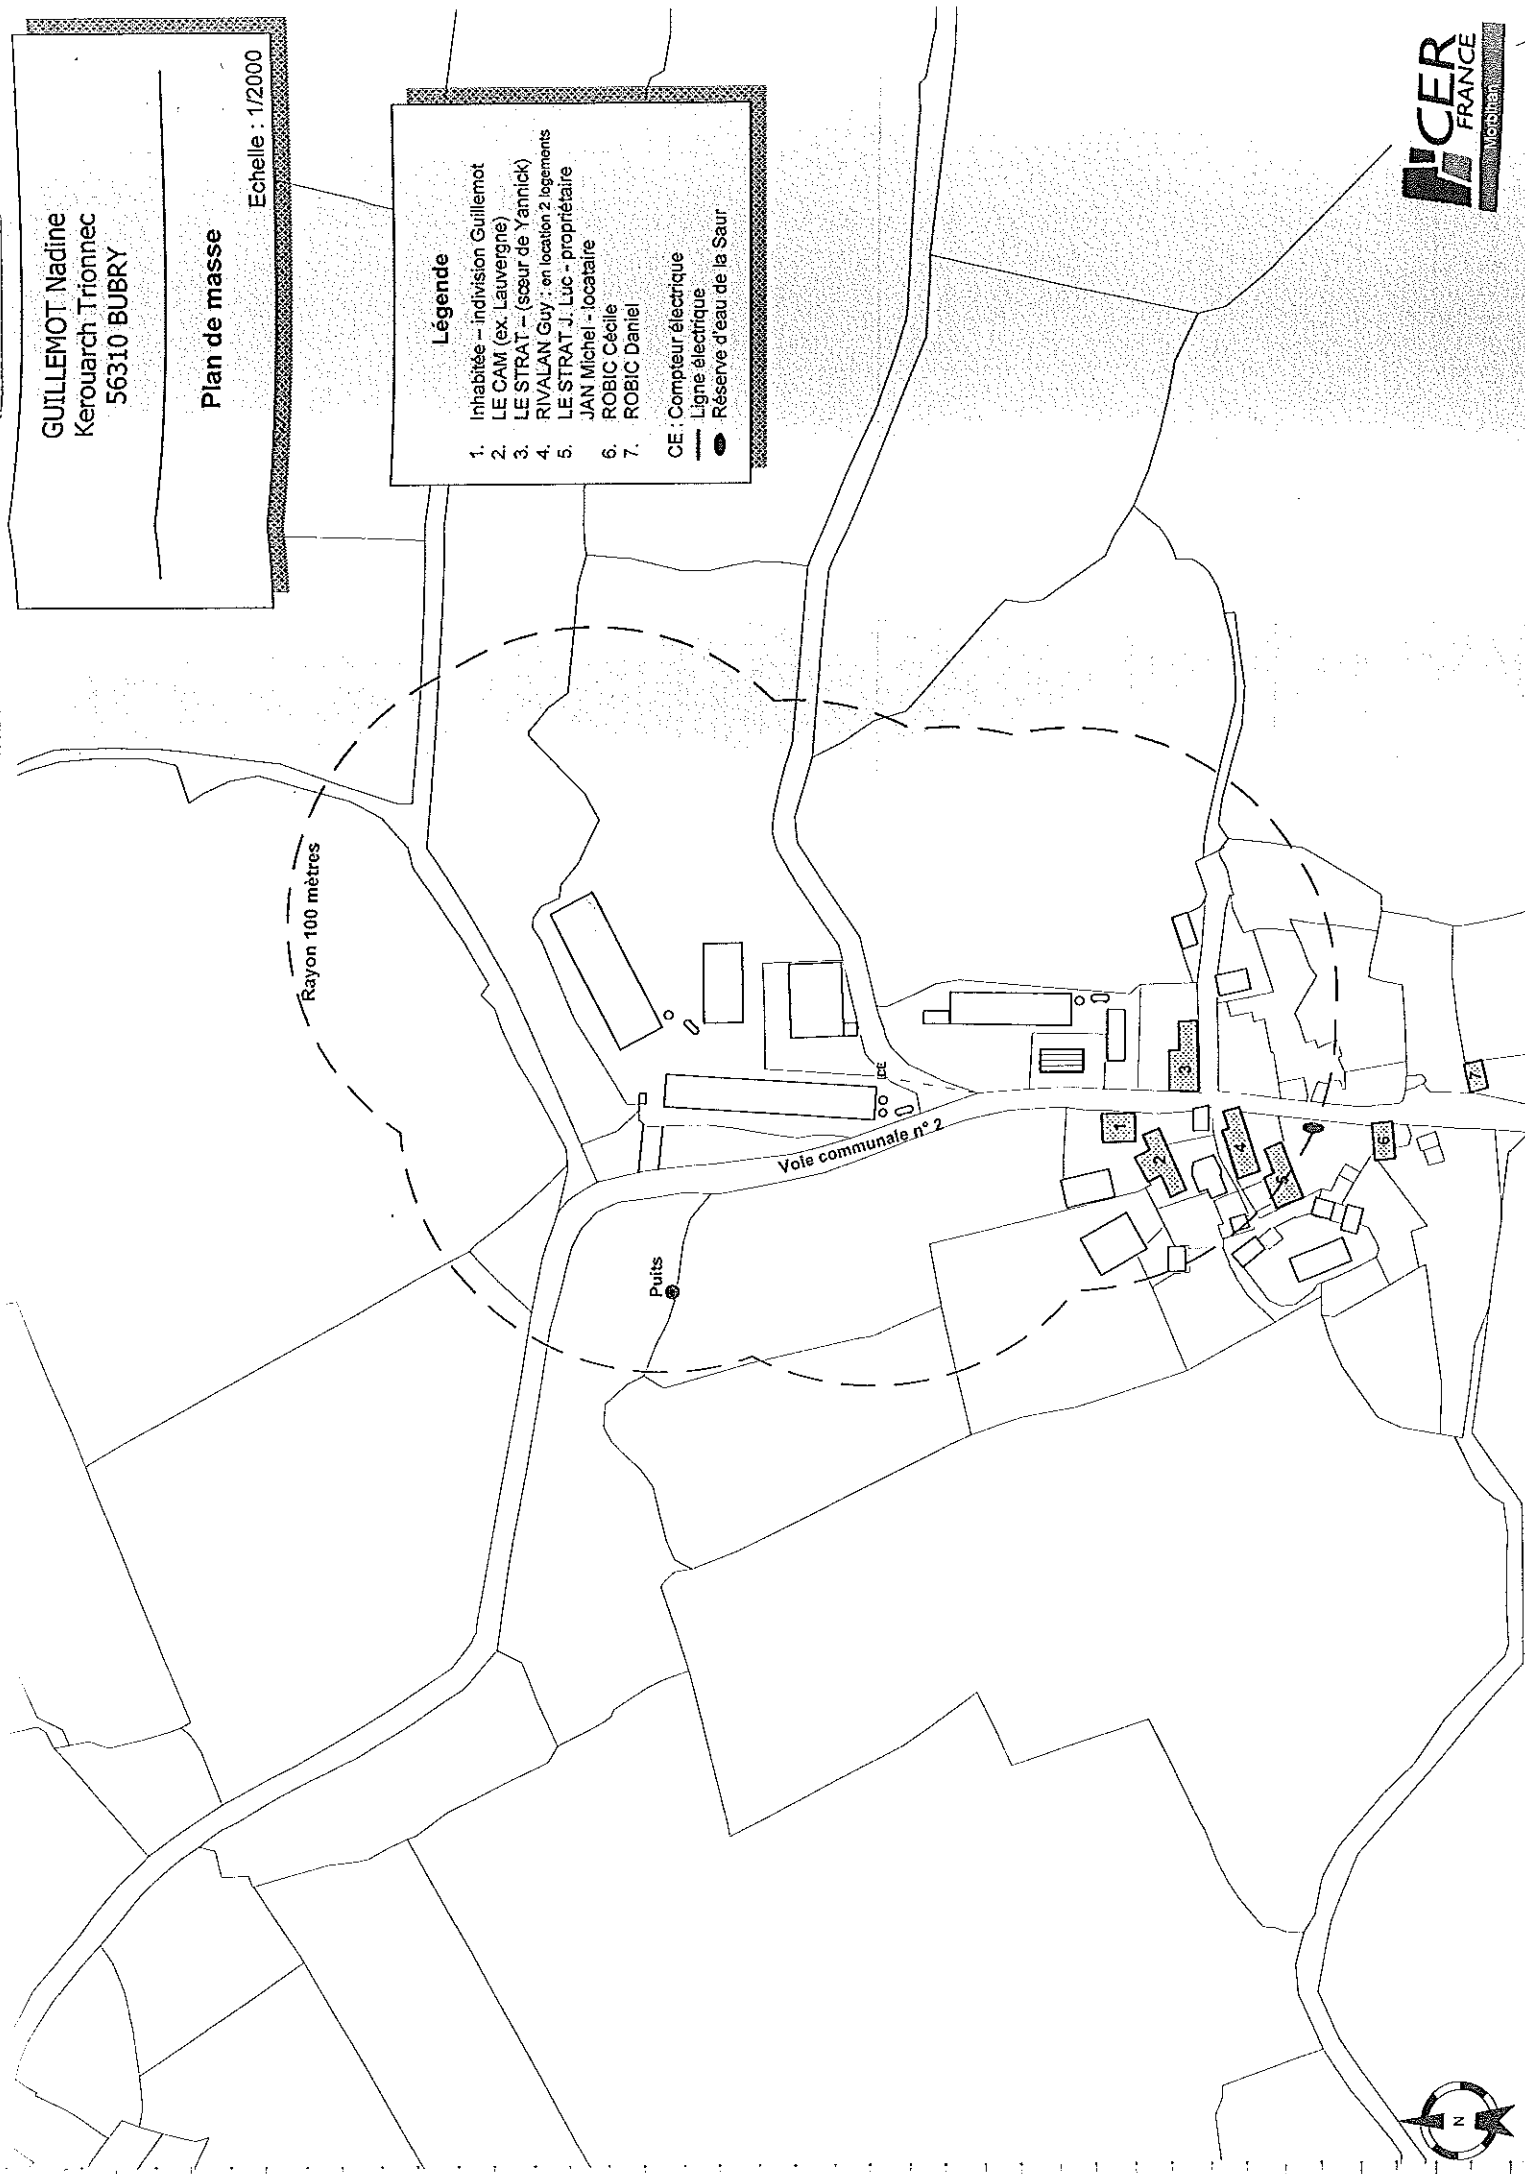 GUILLEMOT Nadine
Kerouarch Trionnec
56310 BUBRY
Plan de masse
Echelle : 1/2000
Légende
1. Inhabitée – indivision Guillemot
2. LE CAM (ex. Lauvergne)
3. LE STRAT – (sœur de Yannick)
4. RIVALAN Guy : en location 2 logements
5. LE STRAT J. Luc - propriétaire
JAN Michel - locataire
6. ROBIC Cécile
7. ROBIC Daniel
CE : Compteur électrique
Ligne électrique
Réserve d'eau de la Saur
Rayon 100 mètres
Puits
Voie communale n° 2
CE
1
2
3
4
5
6
7
N
CER
FRANCE
Morbihan